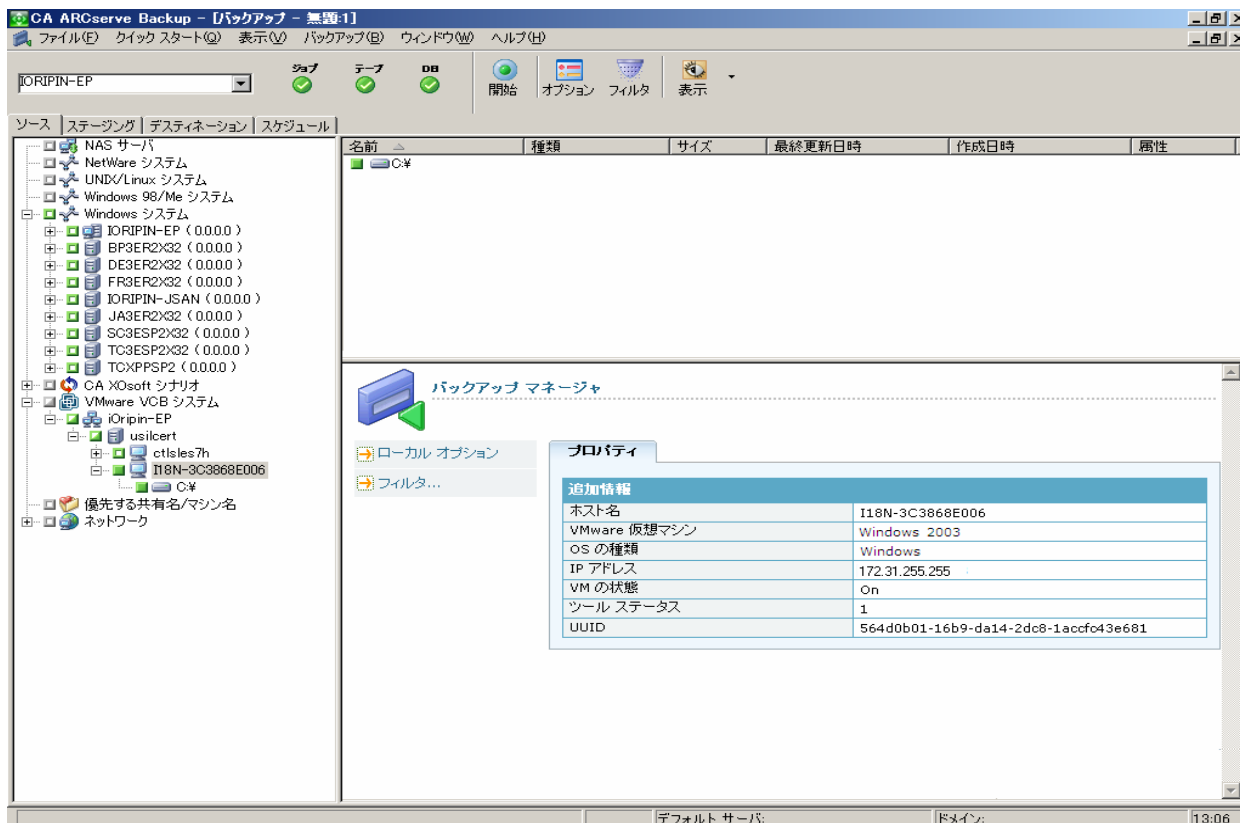 CA ARCserve Backup - [バックアップ - 無題:1]
ファイル(F) クイック スタート(Q) 表示(V) バックアップ(B) ウィンドウ(W) ヘルプ(H)
IORIPIN-EP
ジョブ テープ DB
開始 オプション フィルタ 表示
ソース ステージング デスティネーション スケジュール
NAS サーバ
NetWare システム
UNIX/Linux システム
Windows 98/Me システム
Windows システム
IORIPIN-EP ( 0.0.0.0 )
BP3ER2X32 ( 0.0.0.0 )
DE3ER2X32 ( 0.0.0.0 )
FR3ER2X32 ( 0.0.0.0 )
IORIPIN-JSAN ( 0.0.0.0 )
JA3ER2X32 ( 0.0.0.0 )
SC3ESP2X32 ( 0.0.0.0 )
TC3ESP2X32 ( 0.0.0.0 )
TCXPPSP2 ( 0.0.0.0 )
CA XOsoft シナリオ
VMware VCB システム
iOripin-EP
usilcert
ctlsles7h
I18N-3C3868E006
C:¥
優先する共有名/マシン名
ネットワーク
名前 種類 サイズ 最終更新日時 作成日時 属性
C:¥
バックアップ マネージャ
ローカル オプション
フィルタ...
プロパティ
追加情報
ホスト名 I18N-3C3868E006
VMware 仮想マシン Windows 2003
OS の種類 Windows
IP アドレス 172.31.255.255
VM の状態 On
ツール ステータス 1
UUID 564d0b01-16b9-da14-2dc8-1accfc43e681
デフォルト サーバ: ドメイン: 13:06